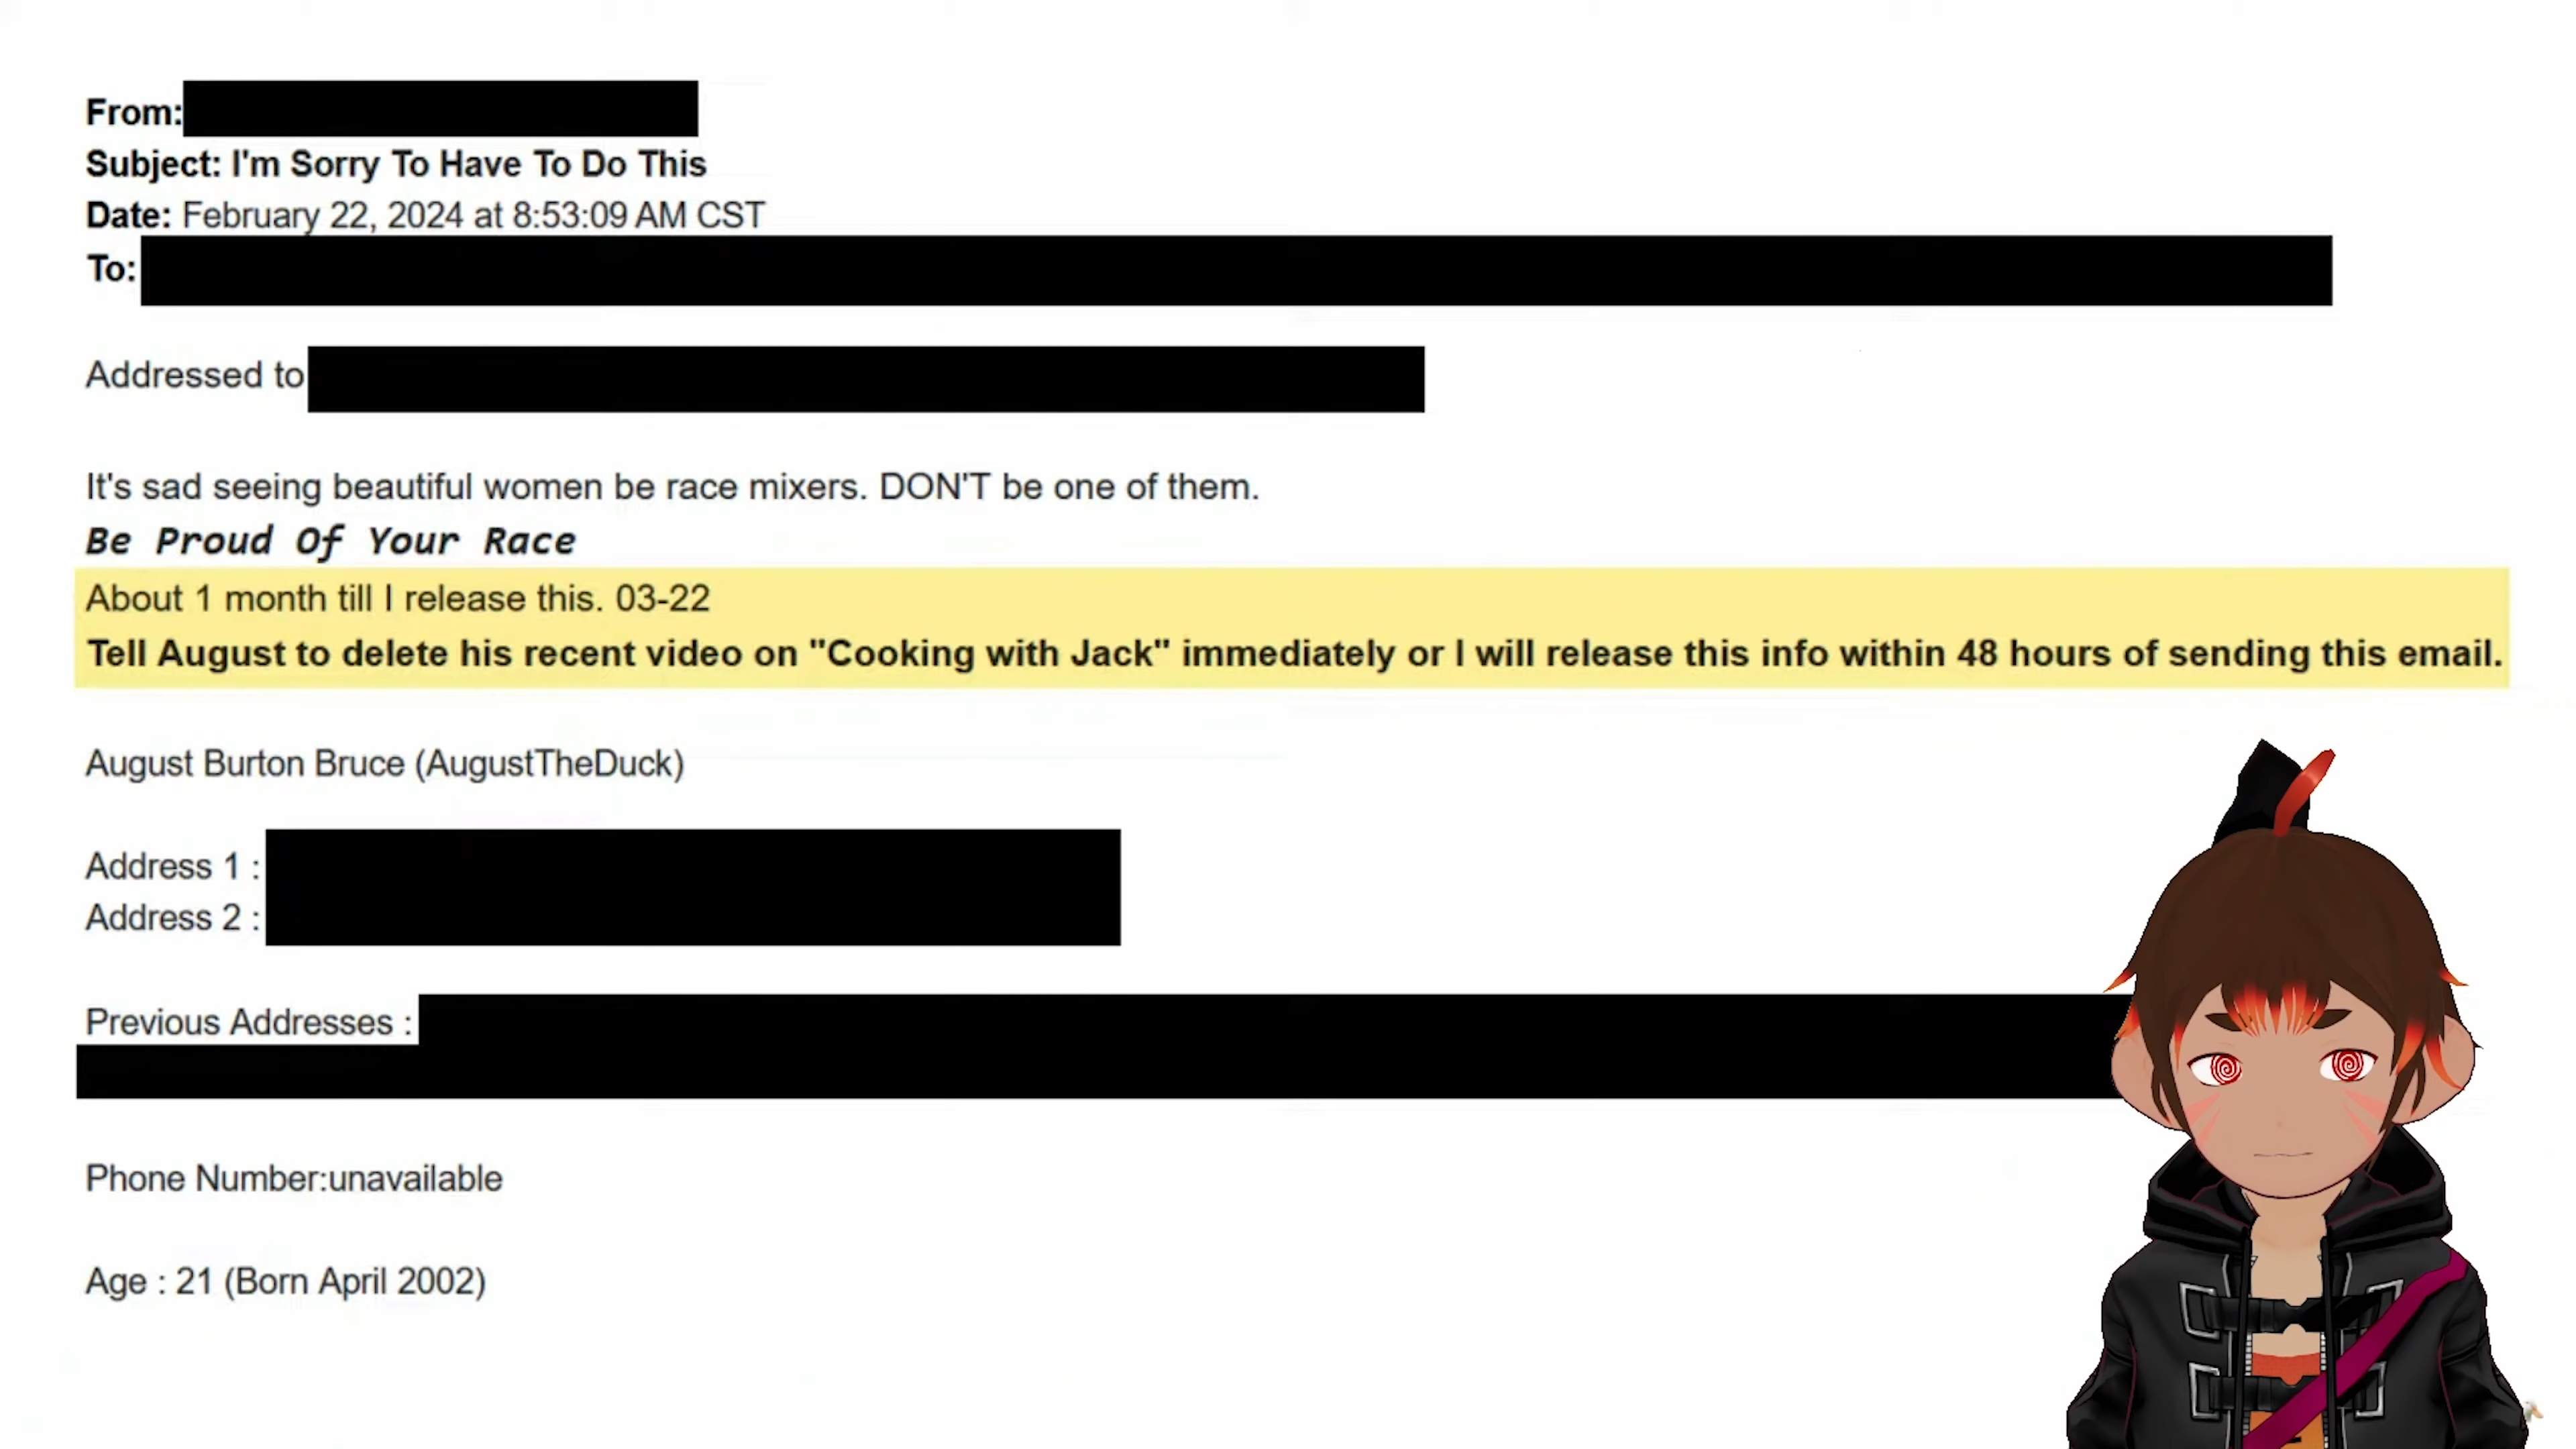 From:
Subject: I'm Sorry To Have To Do This
Date: February 22, 2024 at 8:53:09 AM CST
To:
Addressed to
It's sad seeing beautiful women be race mixers. DON'T be one of them.
Be Proud Of Your Race
About 1 month till I release this. 03-22
Tell August to delete his recent video on "Cooking with Jack" immediately or I will release this info within 48 hours of sending this email.
August Burton Bruce (AugustTheDuck)
Address 1 :
Address 2 :
Previous Addresses :
Phone Number:unavailable
Age : 21 (Born April 2002)